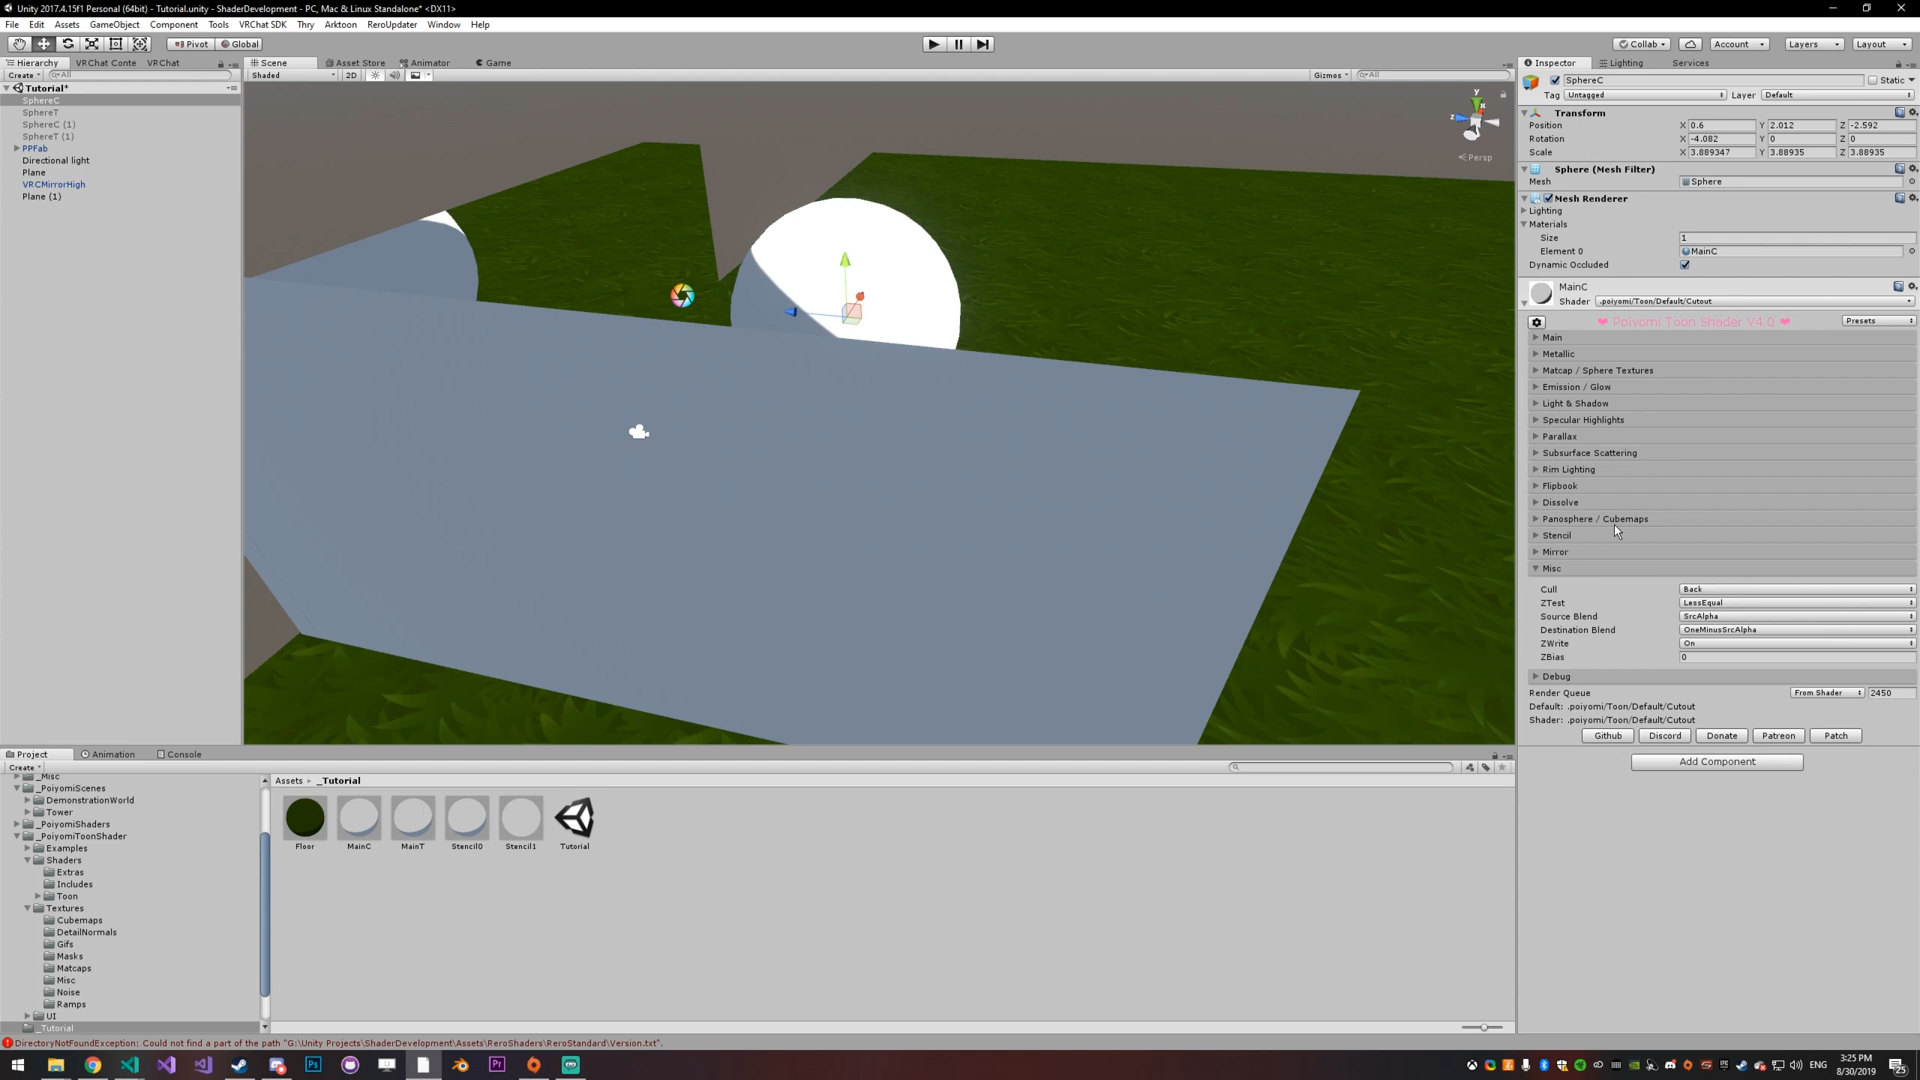 Unity 2017.4.15f1 Personal (64bit) - Tutorial.unity - ShaderDevelopment - PC, Mac & Linux Standalone* <DX11>
File Edit Assets GameObject Component Tools VRChat SDK Thry Arktoon ReroUpdater Window Help
Pivot Global Collab Account Layers Layout
Hierarchy VRChat Conte VRChat
Create All
Tutorial*
SphereC
SphereT
SphereC (1)
SphereT (1)
PPFab
Directional light
Plane
VRCMirrorHigh
Plane (1)
Scene Asset Store Animator Game
Shaded 2D Gizmos All
y
x
z
Persp
Inspector Lighting Services
SphereC Static
Tag Untagged Layer Default
Transform
Position X 0.6 Y 2.012 Z -2.592
Rotation X -4.082 Y 0 Z 0
Scale X 3.889347 Y 3.88935 Z 3.88935
Sphere (Mesh Filter)
Mesh Sphere
Mesh Renderer
Lighting
Materials
Size 1
Element 0 MainC
Dynamic Occluded
MainC
Shader .poiyomi/Toon/Default/Cutout
❤ Poiyomi Toon Shader V4.0 ❤ Presets
Main
Metallic
Matcap / Sphere Textures
Emission / Glow
Light & Shadow
Specular Highlights
Parallax
Subsurface Scattering
Rim Lighting
Flipbook
Dissolve
Panosphere / Cubemaps
Stencil
Mirror
Misc
Cull Back
ZTest LessEqual
Source Blend SrcAlpha
Destination Blend OneMinusSrcAlpha
ZWrite On
ZBias 0
Debug
Render Queue From Shader 2450
Default: .poiyomi/Toon/Default/Cutout
Shader: .poiyomi/Toon/Default/Cutout
Github Discord Donate Patreon Patch
Add Component
Project Animation Console
Create
_Misc
_PoiyomiScenes
DemonstrationWorld
Tower
_PoiyomiShaders
_PoiyomiToonShader
Examples
Shaders
Extras
Includes
Toon
Textures
Cubemaps
DetailNormals
Gifs
Masks
Matcaps
Misc
Noise
Ramps
UI
_Tutorial
Assets _Tutorial
Floor MainC MainT Stencil0 Stencil1 Tutorial
DirectoryNotFoundException: Could not find a part of the path "G:\Unity Projects\ShaderDevelopment\Assets\ReroShaders\ReroStandard\Version.txt".
Ps
Pr
ENG
3:25 PM
8/30/2019
25